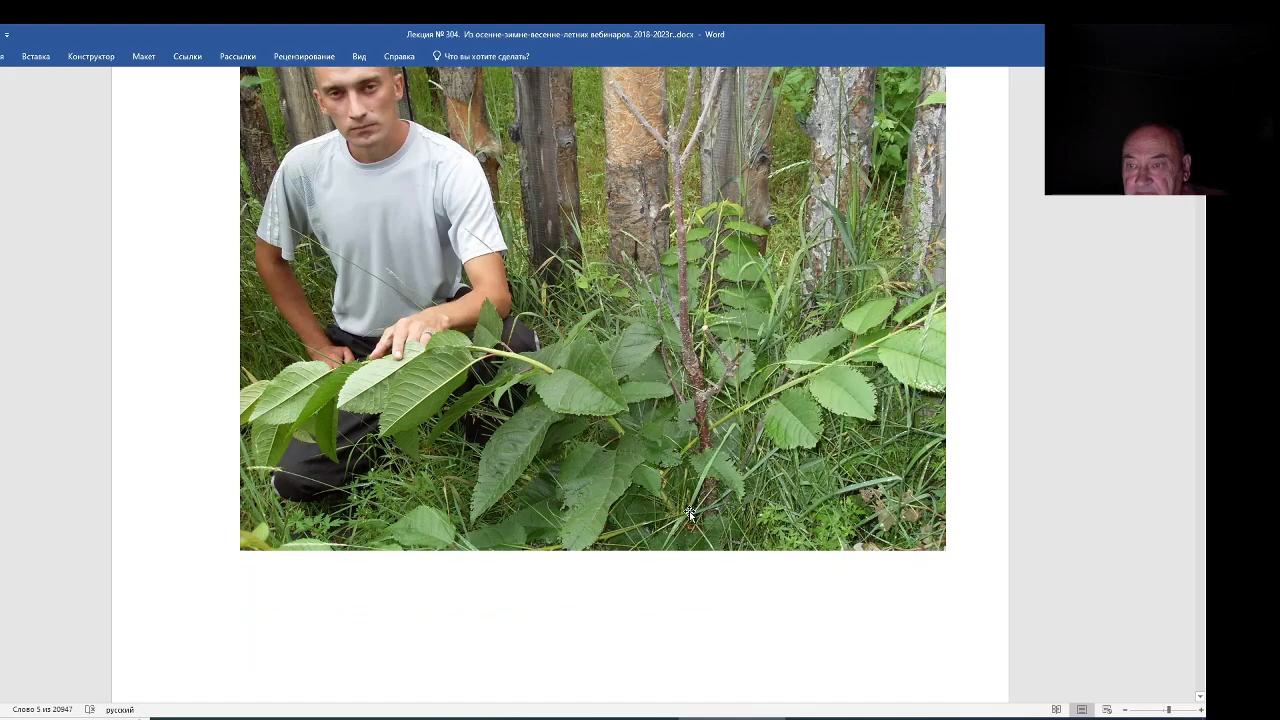 Лекция № 304. Из осенне-зимне-весенне-летних вебинаров. 2018-2023г..docx - Word
я Вставка Конструктор Макет Ссылки Рассылки Рецензирование Вид Справка Что вы хотите сделать?
Слово 5 из 20947 русский